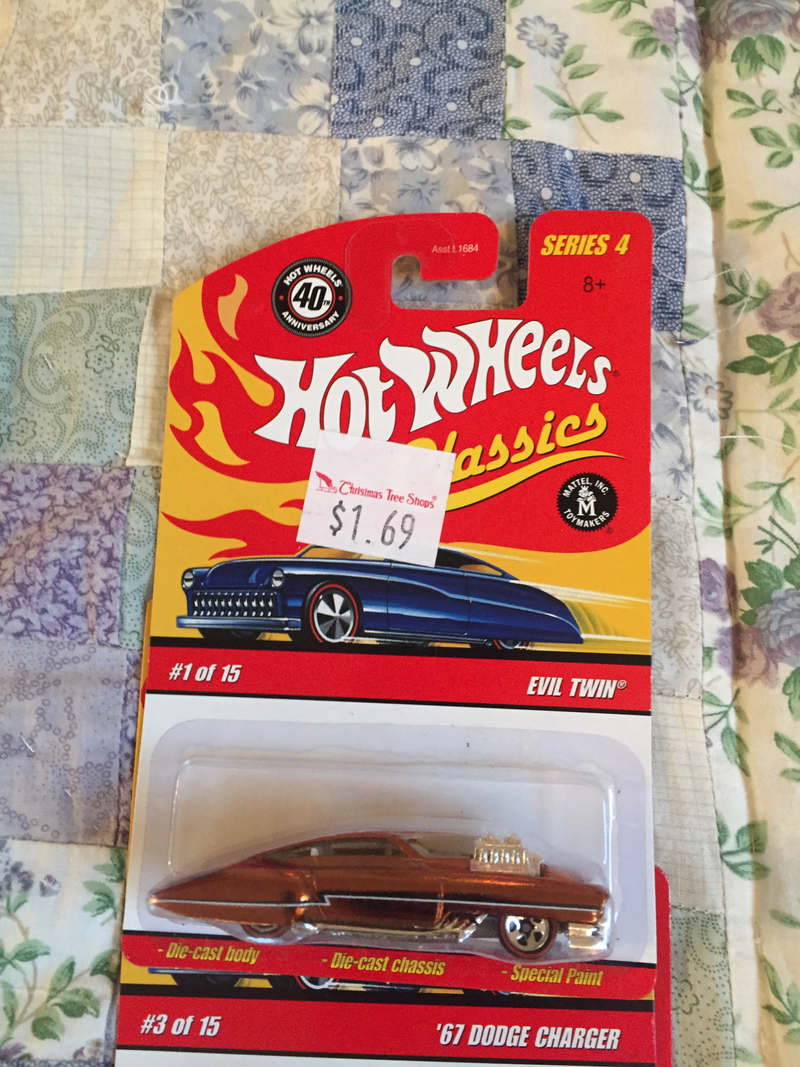 Asst L1684
SERIES 4
8+
HOT WHEELS®
40TH
ANNIVERSARY
HOT WHEELS®
Classics
Christmas Tree Shops®
$1.69
MATTEL, INC.
M
TOYMAKERS®
#1 of 15
EVIL TWIN®
- Die-cast body
- Die-cast chassis
- Special Paint
#3 of 15
'67 DODGE CHARGER